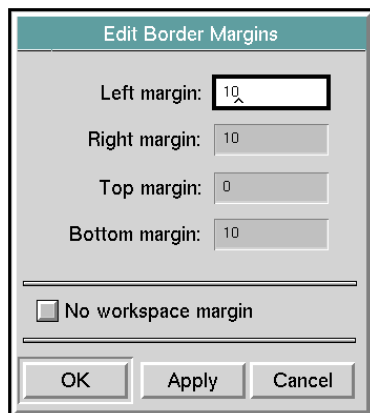 Edit Border Margins
Left margin: 10
Right margin: 10
Top margin: 0
Bottom margin: 10
No workspace margin
OK Apply Cancel